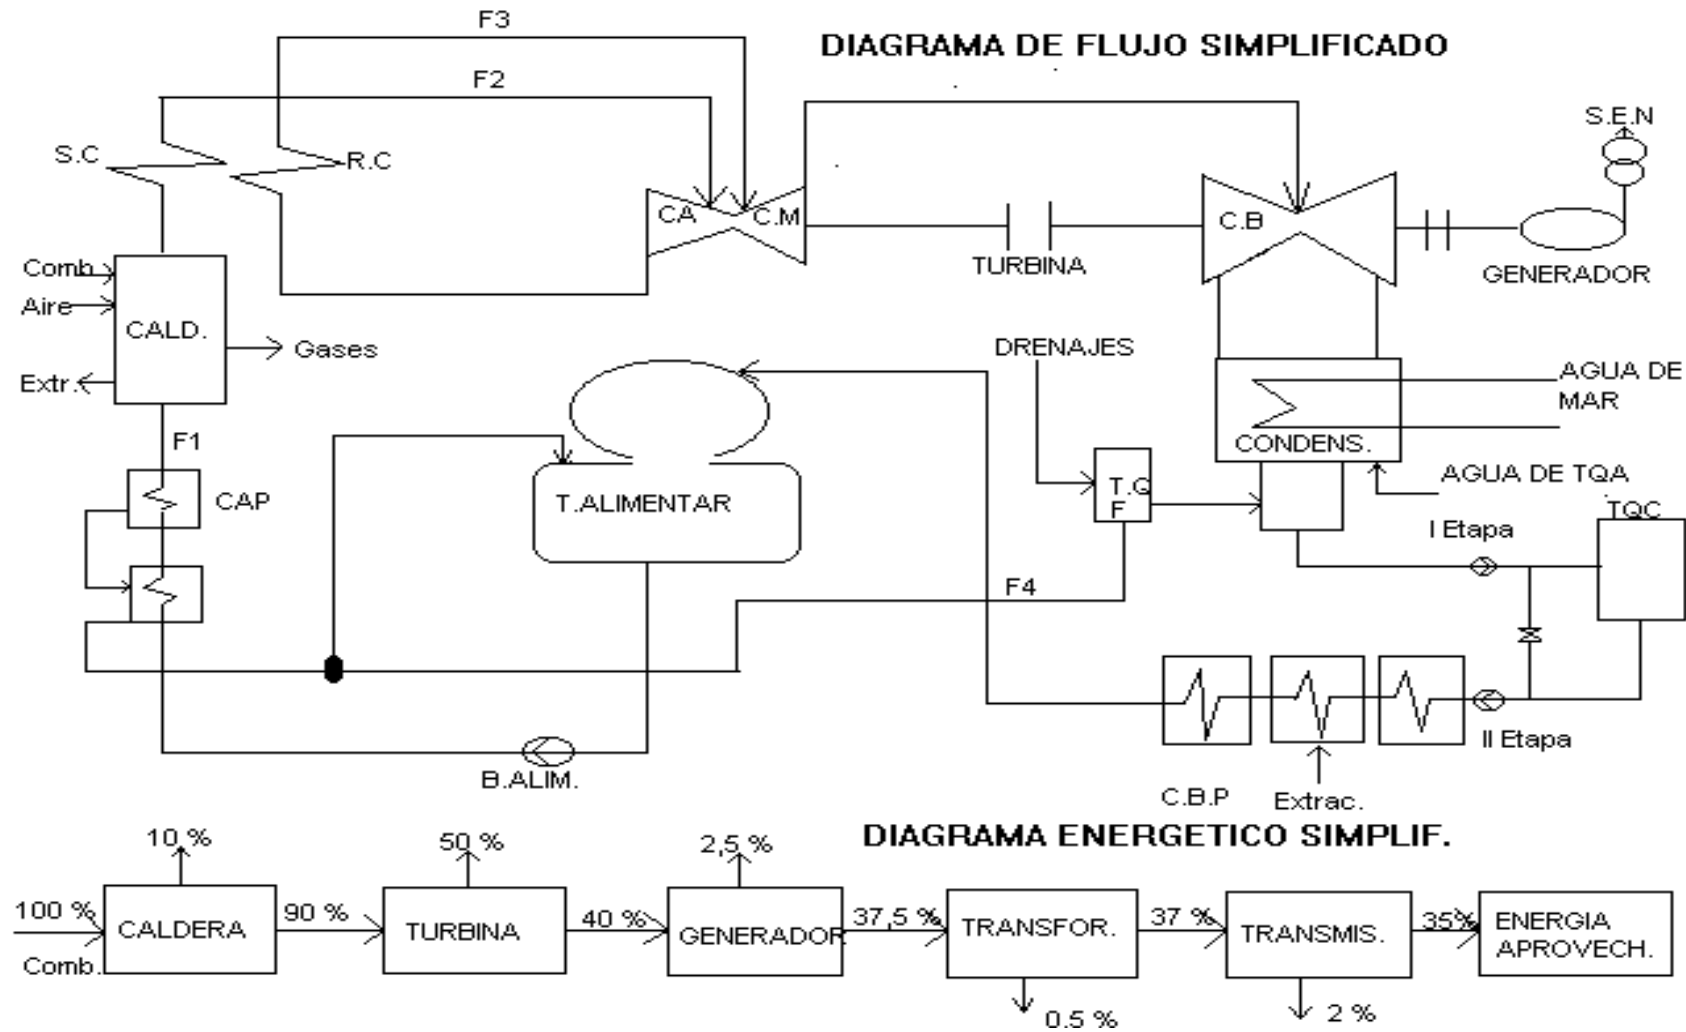 F3
DIAGRAMA DE FLUJO SIMPLIFICADO
F2
S.E.N
S.C
R.C
CA
C.M
C.B
TURBINA
GENERADOR
Comb.
Aire
CALD.
Gases
Extr.
DRENAJES
AGUA DE
MAR
CONDENS.
F1
CAP
T.ALIMENTAR
T.Q
F
AGUA DE TQA
TQC
I Etapa
F4
II Etapa
B.ALIM.
C.B.P
Extrac.
DIAGRAMA ENERGETICO SIMPLIF.
10 %
50 %
2,5 %
100 %
Comb.
CALDERA
90 %
TURBINA
40 %
GENERADOR
37,5 %
TRANSFOR.
37 %
TRANSMIS.
35%
ENERGIA
APROVECH.
0.5 %
2 %